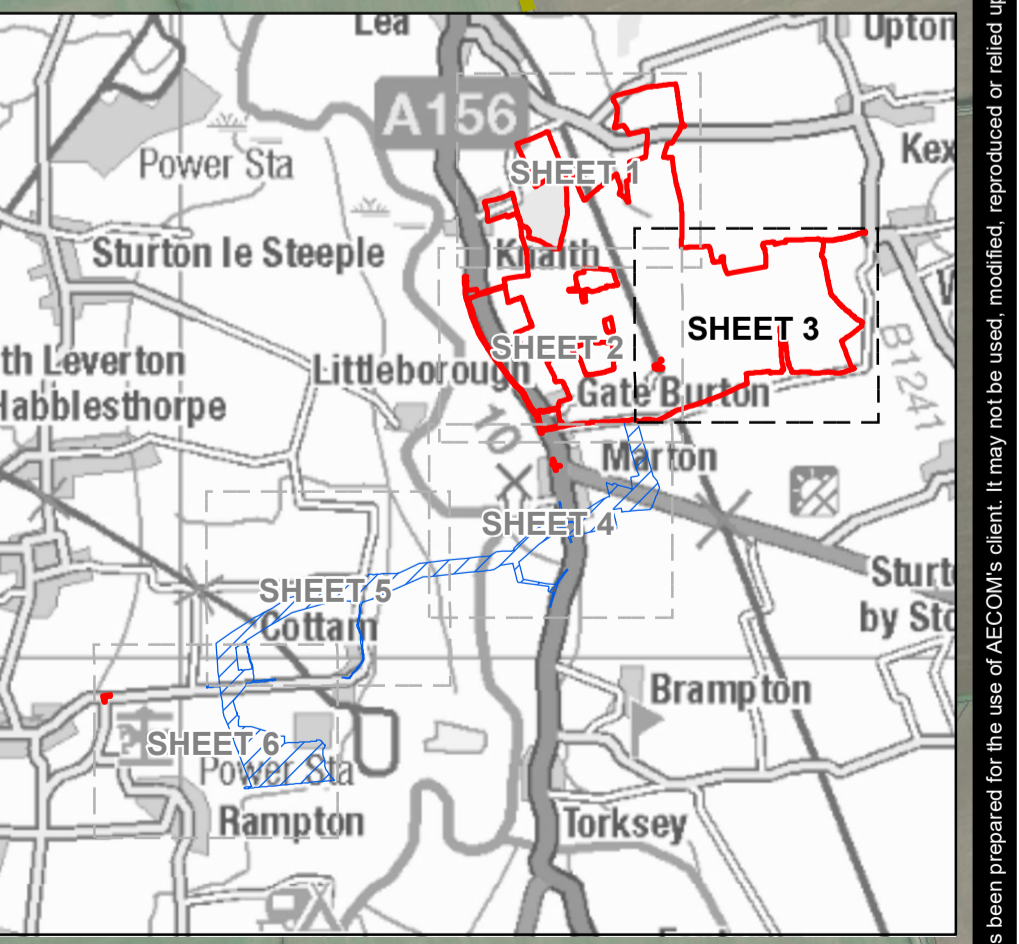 Lea
Upton
A156
Power Sta
SHEET 1
Kex
Sturton le Steeple
Knaith
SHEET 3
SHEET 2
th Leverton
Habblesthorpe
Littleborough
Gate Burton
B1241
10
Marton
SHEET 4
Sturt
by Sto
SHEET 5
Cottam
Brampton
SHEET 6
Power Sta
Rampton
Torksey
s been prepared for the use of AECOM's client. It may not be used, modified, reproduced or relied up